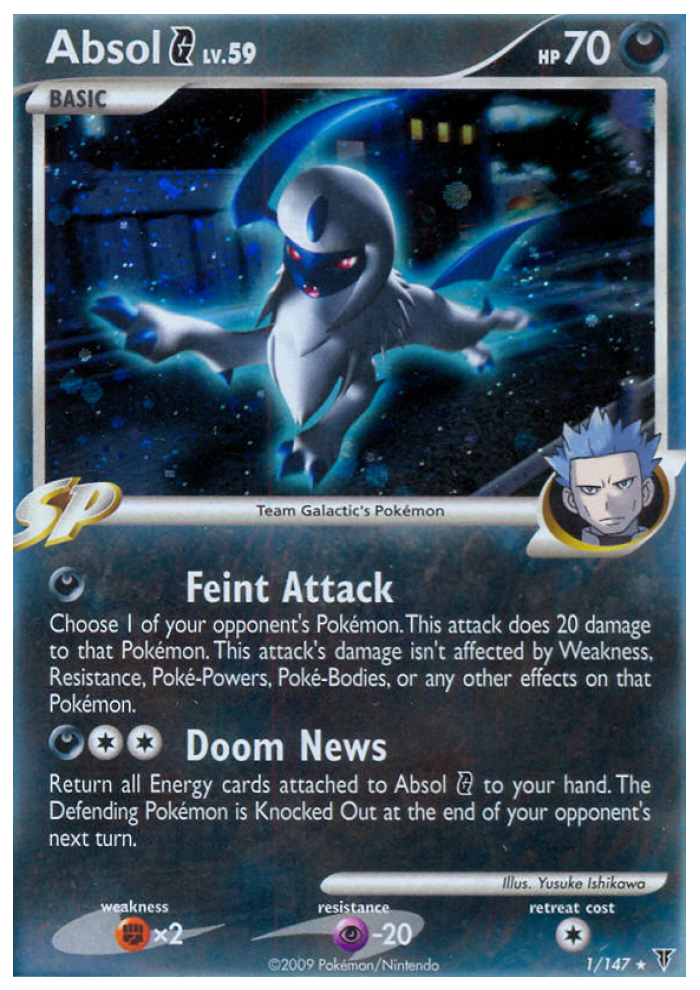 Absol G LV.59 HP 70
BASIC
SP
Team Galactic's Pokémon
Feint Attack
Choose 1 of your opponent's Pokémon. This attack does 20 damage
to that Pokémon. This attack's damage isn't affected by Weakness,
Resistance, Poké-Powers, Poké-Bodies, or any other effects on that
Pokémon.
Doom News
Return all Energy cards attached to Absol G to your hand. The
Defending Pokémon is Knocked Out at the end of your opponent's
next turn.
Illus. Yusuke Ishikawa
weakness resistance retreat cost
×2 -20
©2009 Pokémon/Nintendo 1/147 ★